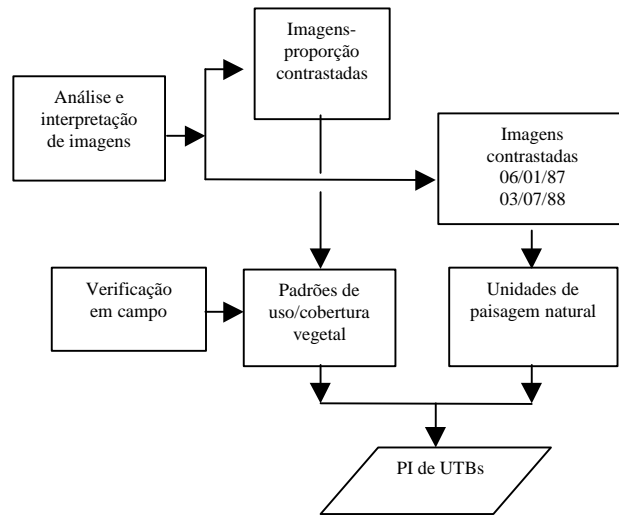 Imagens-
proporção
contrastadas
Análise e
interpretação
de imagens
Imagens
contrastadas
06/01/87
03/07/88
Verificação
em campo
Padrões de
uso/cobertura
vegetal
Unidades de
paisagem natural
PI de UTBs